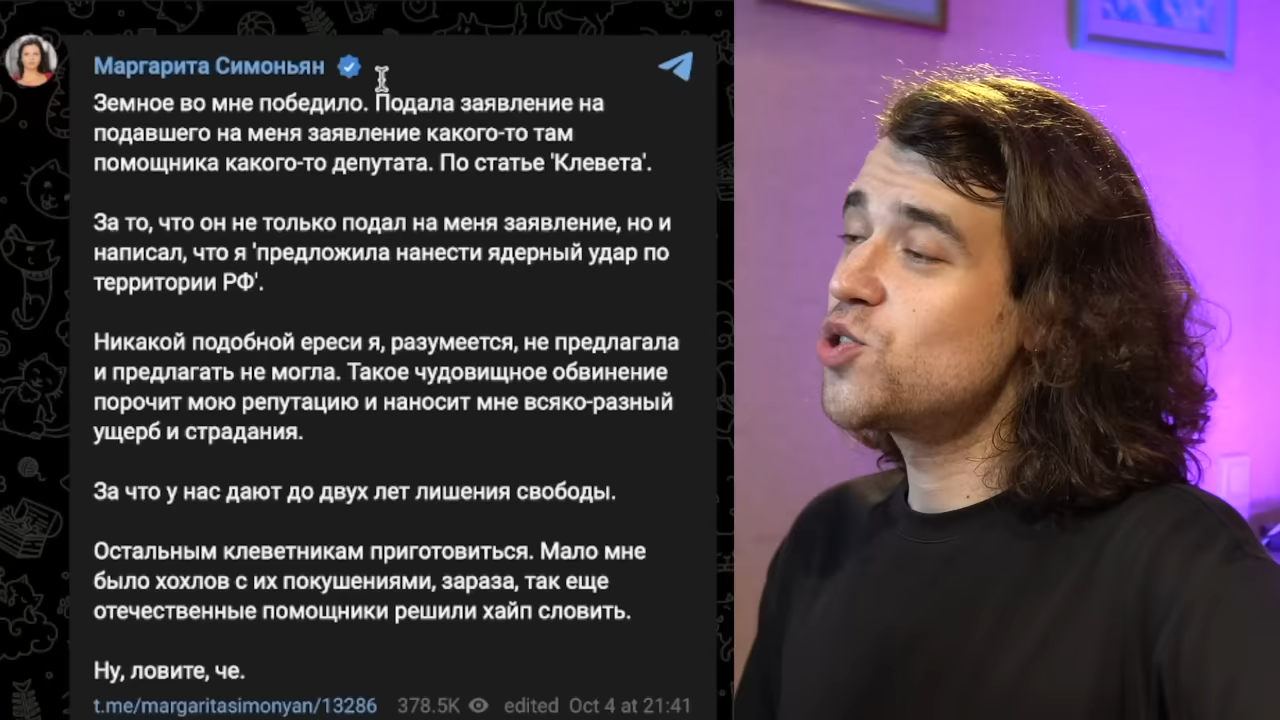 Маргарита Симоньян
Земное во мне победило. Подала заявление на
подавшего на меня заявление какого-то там
помощника какого-то депутата. По статье 'Клевета'.
За то, что он не только подал на меня заявление, но и
написал, что я 'предложила нанести ядерный удар по
территории РФ'.
Никакой подобной ереси я, разумеется, не предлагала
и предлагать не могла. Такое чудовищное обвинение
порочит мою репутацию и наносит мне всяко-разный
ущерб и страдания.
За что у нас дают до двух лет лишения свободы.
Остальным клеветникам приготовиться. Мало мне
было хохлов с их покушениями, зараза, так еще
отечественные помощники решили хайп словить.
Ну, ловите, че.
t.me/margaritasimonyan/13286 378.5K edited Oct 4 at 21:41